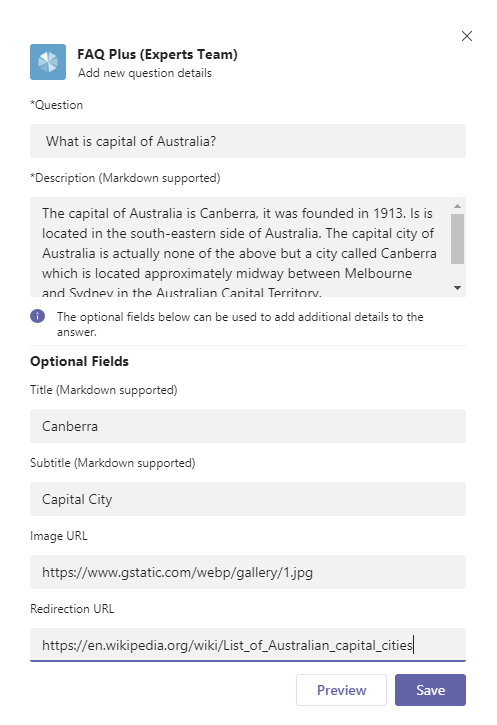 FAQ Plus (Experts Team)
Add new question details
*Question
What is capital of Australia?
*Description (Markdown supported)
The capital of Australia is Canberra, it was founded in 1913. Is is
located in the south-eastern side of Australia. The capital city of
Australia is actually none of the above but a city called Canberra
which is located approximately midway between Melbourne
and Sydney in the Australian Capital Territory.
The optional fields below can be used to add additional details to the
answer.
Optional Fields
Title (Markdown supported)
Canberra
Subtitle (Markdown supported)
Capital City
Image URL
https://www.gstatic.com/webp/gallery/1.jpg
Redirection URL
https://en.wikipedia.org/wiki/List_of_Australian_capital_cities
Preview
Save